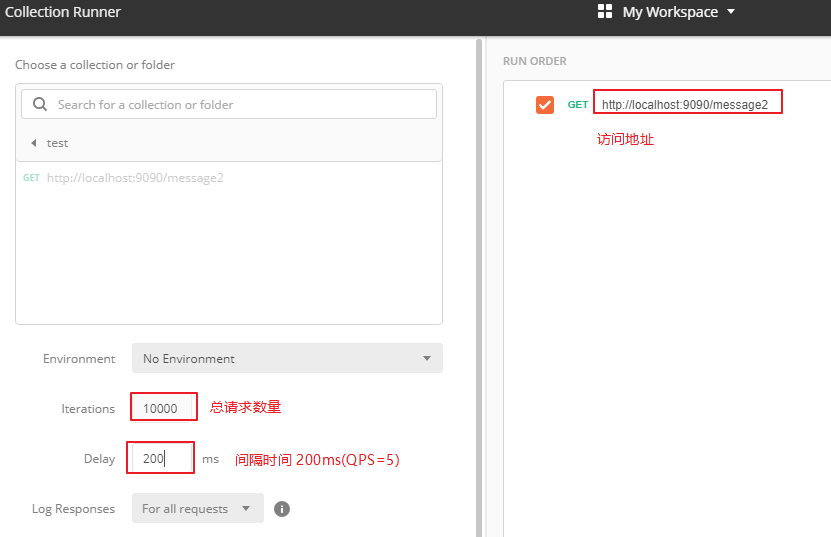 Collection Runner
My Workspace
Choose a collection or folder
Search for a collection or folder
test
GET http://localhost:9090/message2
Environment No Environment
Iterations 10000 总请求数量
Delay 200 ms 间隔时间 200ms(QPS=5)
Log Responses For all requests
RUN ORDER
GET http://localhost:9090/message2
访问地址